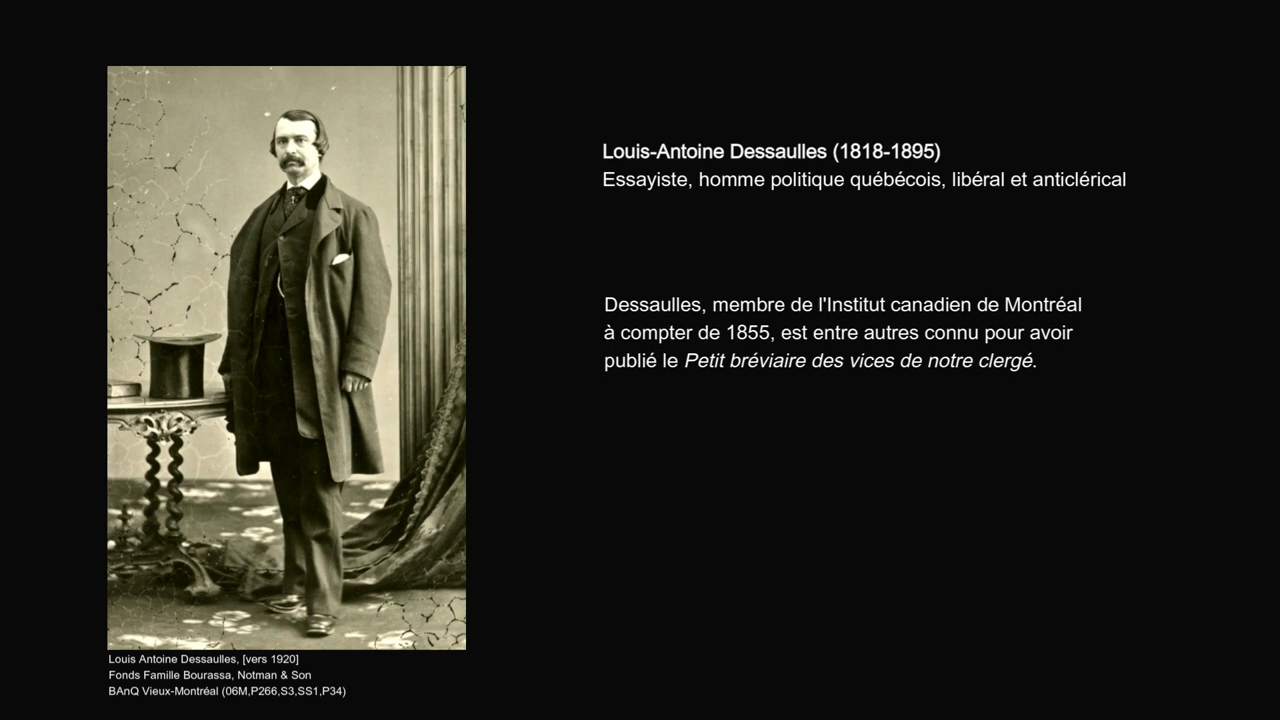 Louis-Antoine Dessaulles (1818-1895)
Essayiste, homme politique québécois, libéral et anticlérical
Dessaulles, membre de l'Institut canadien de Montréal
à compter de 1855, est entre autres connu pour avoir
publié le Petit bréviaire des vices de notre clergé.
Louis Antoine Dessaulles, [vers 1920]
Fonds Famille Bourassa, Notman & Son
BAnQ Vieux-Montréal (06M,P266,S3,SS1,P34)